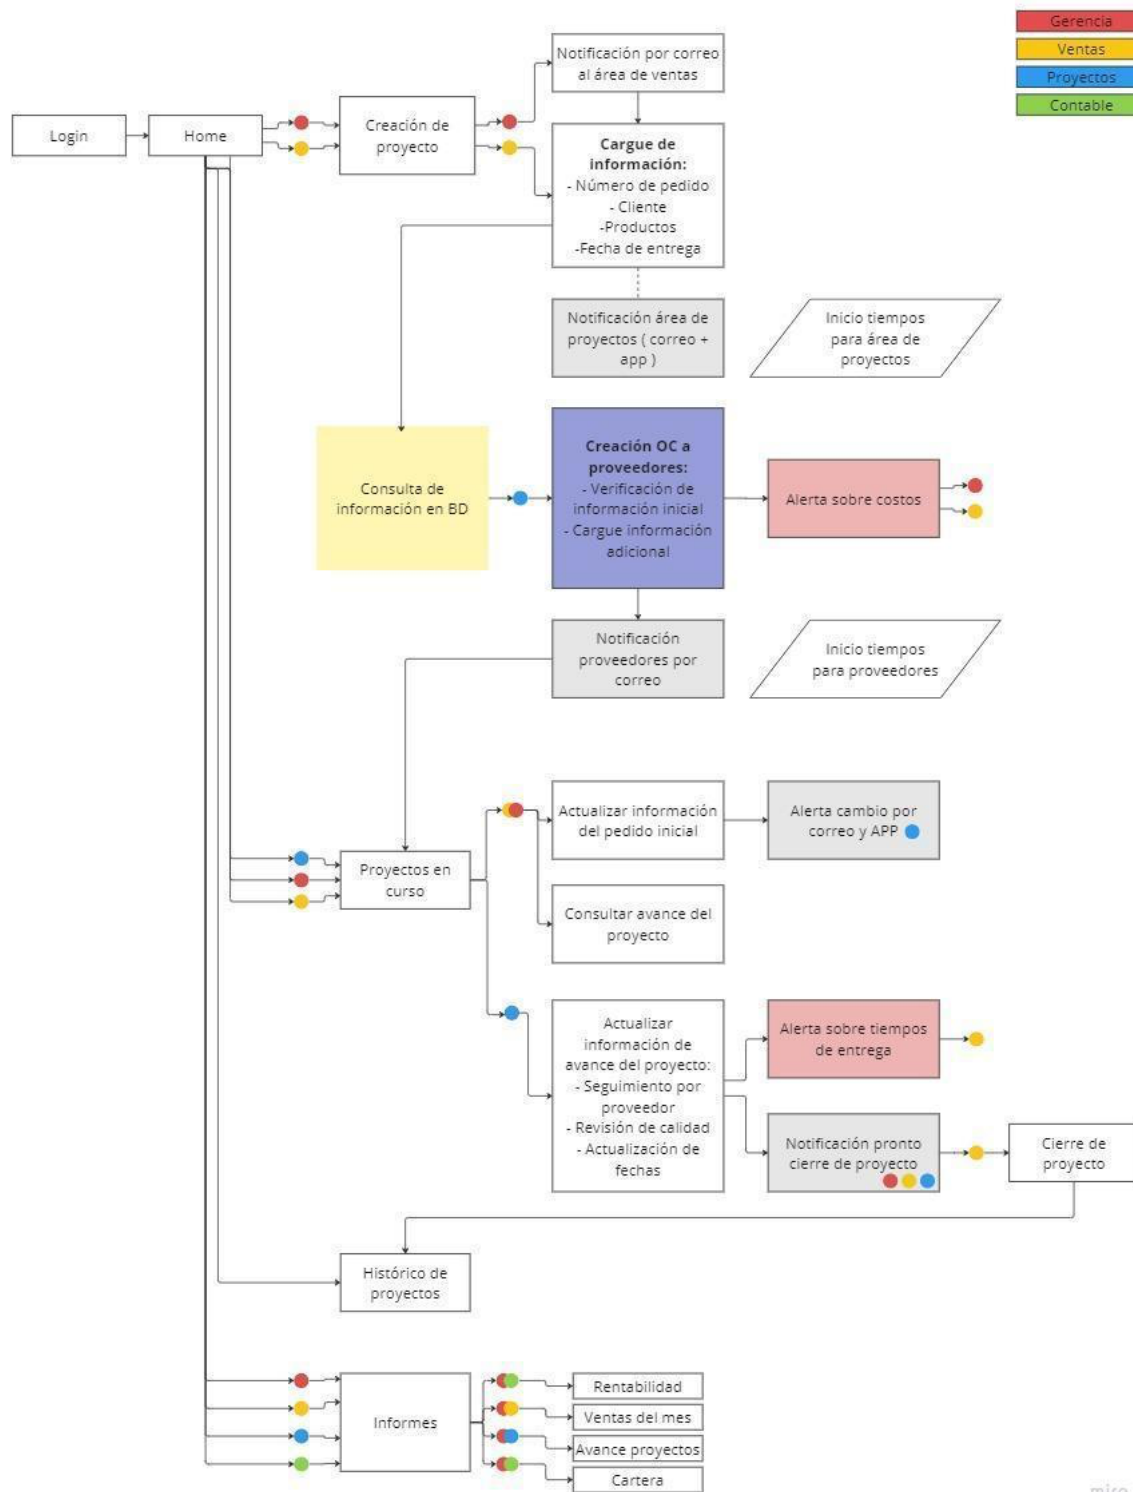 Gerencia
Ventas
Proyectos
Contable
Notificación por correo
al área de ventas
Login
Home
Creación de
proyecto
Cargue de
información:
- Número de pedido
- Cliente
-Productos
-Fecha de entrega
Notificación área de
proyectos ( correo +
app )
Inicio tiempos
para área de
proyectos
Consulta de
información en BD
Creación OC a
proveedores:
- Verificación de
información inicial
- Cargue información
adicional
Alerta sobre costos
Notificación
proveedores por
correo
Inicio tiempos
para proveedores
Actualizar información
del pedido inicial
Alerta cambio por
correo y APP
Proyectos en
curso
Consultar avance del
proyecto
Actualizar
información de
avance del proyecto:
- Seguimiento por
proveedor
- Revisión de calidad
- Actualización de
fechas
Alerta sobre tiempos
de entrega
Notificación pronto
cierre de proyecto
Cierre de
proyecto
Histórico de
proyectos
Informes
Rentabilidad
Ventas del mes
Avance proyectos
Cartera
miro